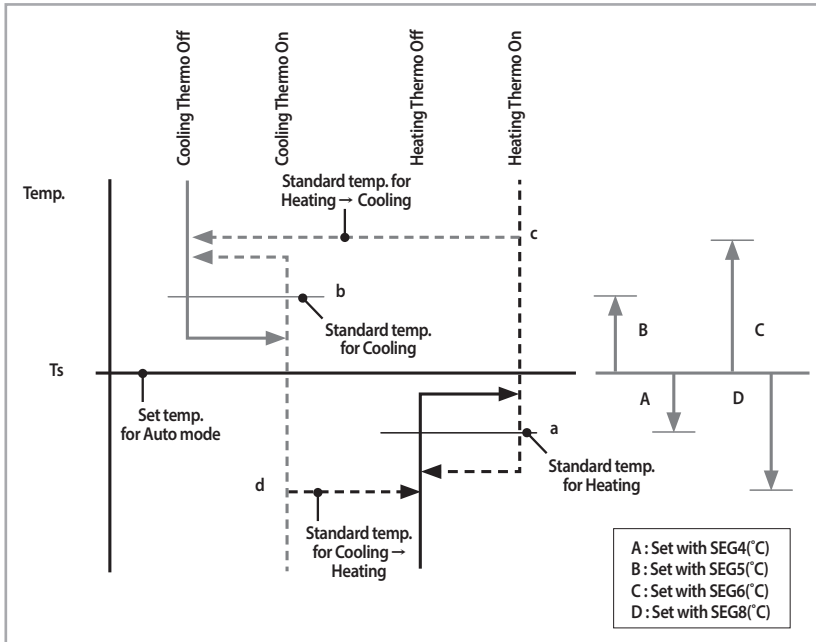 Cooling Thermo Off
Cooling Thermo On
Heating Thermo Off
Heating Thermo On
Temp.
Standard temp. for
Heating → Cooling
c
b
Standard temp.
for Cooling
B
C
Ts
Set temp.
for Auto mode
A
D
a
Standard temp.
for Heating
d
Standard temp.
for Cooling →
Heating
A : Set with SEG4(˚C)
B : Set with SEG5(˚C)
C : Set with SEG6(˚C)
D : Set with SEG8(˚C)